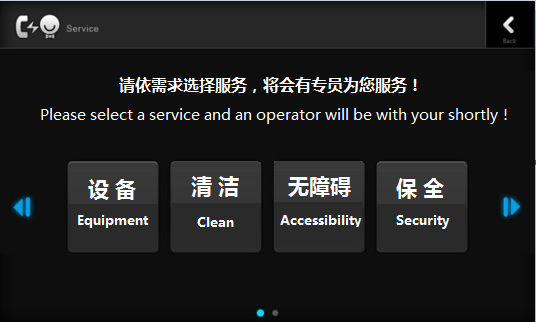 Service
Back
请依需求选择服务，将会有专员为您服务！
Please select a service and an operator will be with your shortly !
设 备
Equipment
清 洁
Clean
无障碍
Accessibility
保 全
Security